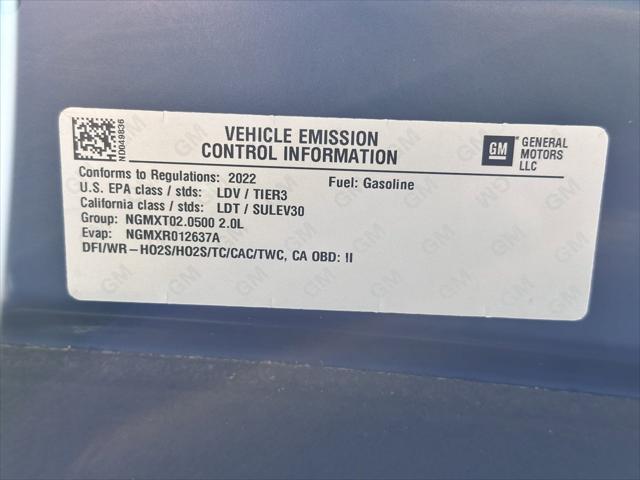 ND049836
VEHICLE EMISSION
CONTROL INFORMATION
GM
GENERAL
MOTORS
LLC
Conforms to Regulations: 2022
Fuel: Gasoline
U.S. EPA class / stds: LDV / TIER3
California class / stds: LDT / SULEV30
Group: NGMXT02.0500 2.0L
Evap: NGMXR012637A
DFI/WR-HO2S/HO2S/TC/CAC/TWC, CA OBD: II